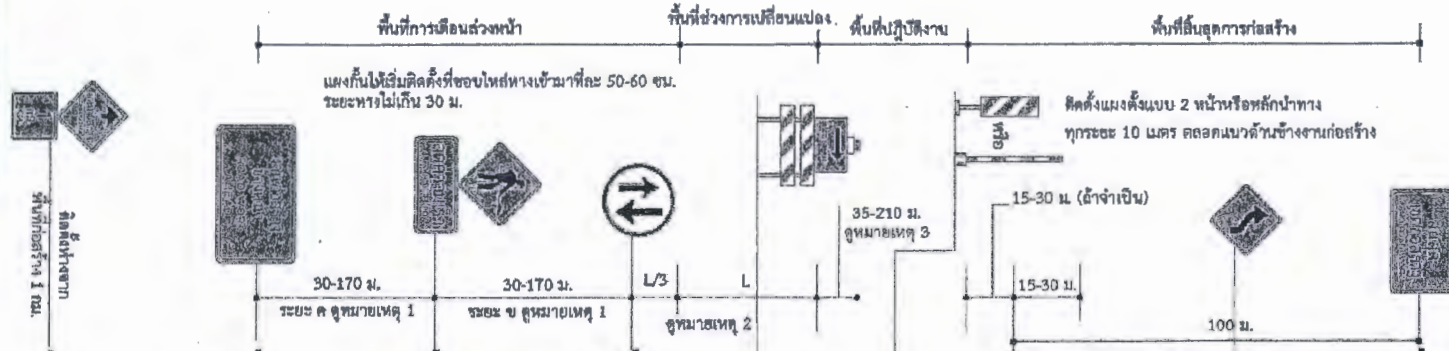 พื้นที่การเตือนล่วงหน้า
พื้นที่ช่วงการเปลี่ยนแปลง
พื้นที่ปฏิบัติงาน
พื้นที่สิ้นสุดการก่อสร้าง
แผงกั้นให้เริ่มติดตั้งที่ขอบไหล่ทางเข้ามาทีละ 50-60 ซม.
ระยะห่างไม่เกิน 30 ม.
ติดตั้งแผงตั้งแบบ 2 หน้าหรือหลักนำทาง
ทุกระยะ 10 เมตร ตลอดแนวด้านข้างงานก่อสร้าง
หรือ
ติดตั้งห่างจาก
พื้นที่ก่อสร้าง 1 กม.
35-210 ม.
ดูหมายเหตุ 3
15-30 ม. (ถ้าจำเป็น)
30-170 ม.
ระยะ ค ดูหมายเหตุ 1
30-170 ม.
ระยะ ข ดูหมายเหตุ 1
L/3
L
ดูหมายเหตุ 2
15-30 ม.
100 ม.